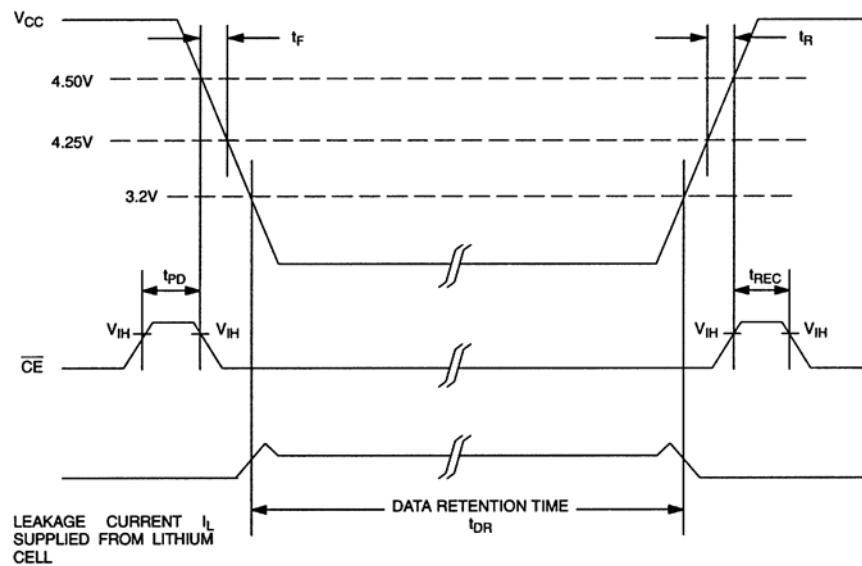 VCC
tF
tR
4.50V
4.25V
3.2V
tPD
tREC
VIH
VIH
VIH
VIH
CE
DATA RETENTION TIME
tDR
LEAKAGE CURRENT IL
SUPPLIED FROM LITHIUM
CELL